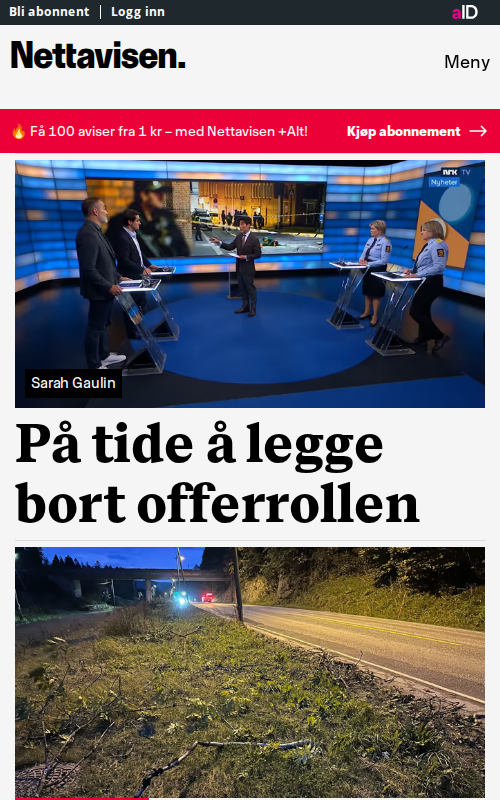 Bli abonnent
Logg inn
aID
Nettavisen.
Meny
🔥 Få 100 aviser fra 1 kr – med Nettavisen +Alt!
Kjøp abonnement →
NRK TV
Nyheter
Sarah Gaulin
På tide å legge
bort offerrollen